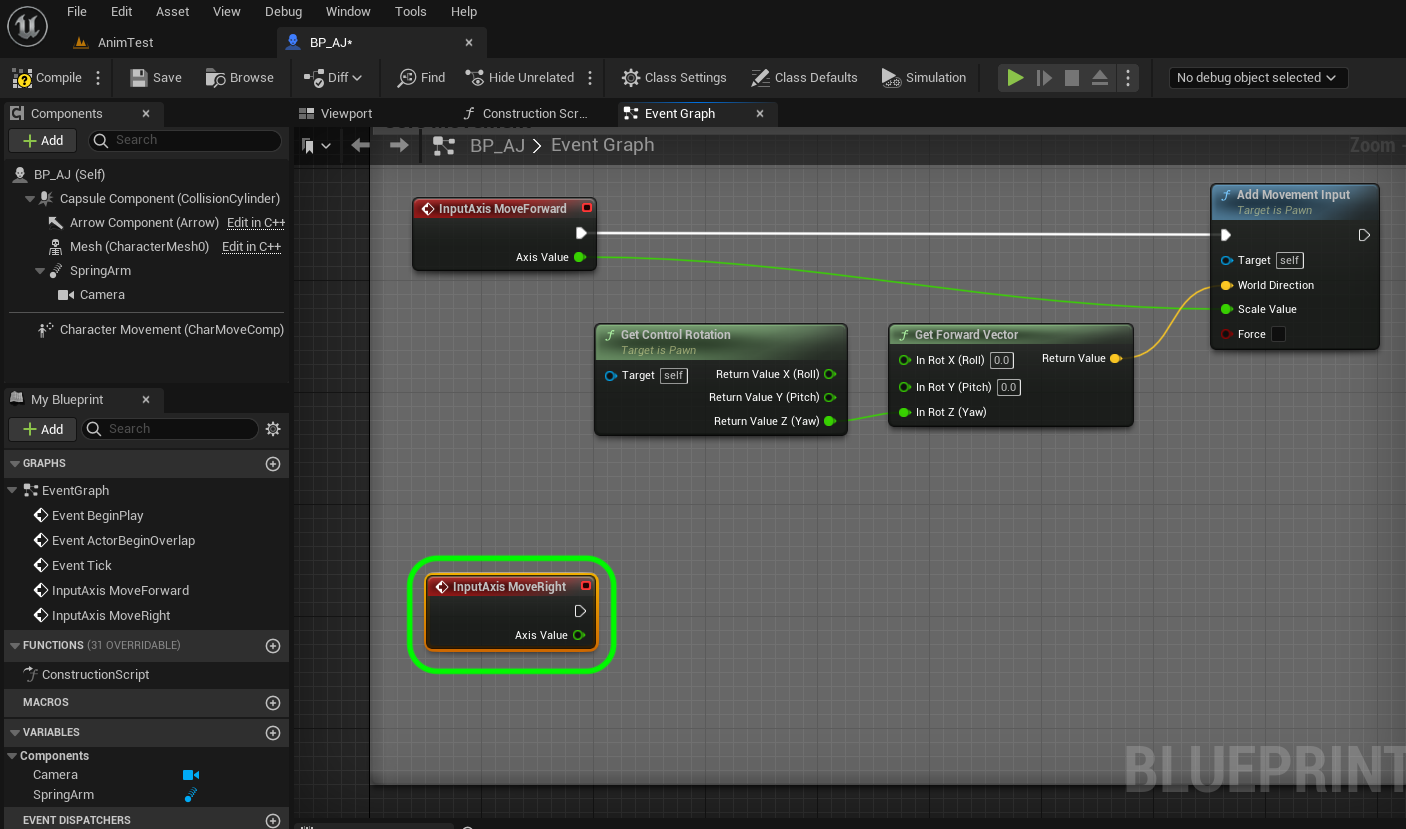 File Edit Asset View Debug Window Tools Help
AnimTest BP_AJ*
Compile Save Browse Diff Find Hide Unrelated Class Settings Class Defaults Simulation No debug object selected
Components
Add Search
BP_AJ (Self)
Capsule Component (CollisionCylinder)
Arrow Component (Arrow) Edit in C++
Mesh (CharacterMesh0) Edit in C++
SpringArm
Camera
Character Movement (CharMoveComp)
My Blueprint
Add Search
GRAPHS
EventGraph
Event BeginPlay
Event ActorBeginOverlap
Event Tick
InputAxis MoveForward
InputAxis MoveRight
FUNCTIONS (31 OVERRIDABLE)
ConstructionScript
MACROS
VARIABLES
Components
Camera
SpringArm
EVENT DISPATCHERS
Viewport Construction Scr... Event Graph
BP_AJ > Event Graph Zoom -
InputAxis MoveForward
Axis Value
Get Control Rotation
Target is Pawn
Target self Return Value X (Roll)
Return Value Y (Pitch)
Return Value Z (Yaw)
Get Forward Vector
In Rot X (Roll) 0.0 Return Value
In Rot Y (Pitch) 0.0
In Rot Z (Yaw)
Add Movement Input
Target is Pawn
Target self
World Direction
Scale Value
Force
InputAxis MoveRight
Axis Value
BLUEPRINT